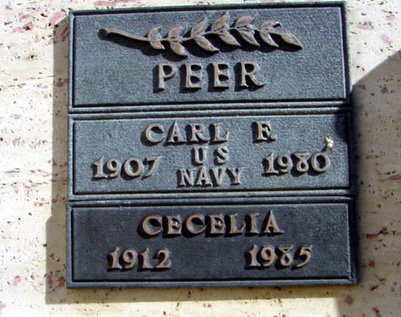 PEER
CARL F.
1907 US NAVY 1980
CECELIA
1912 1985